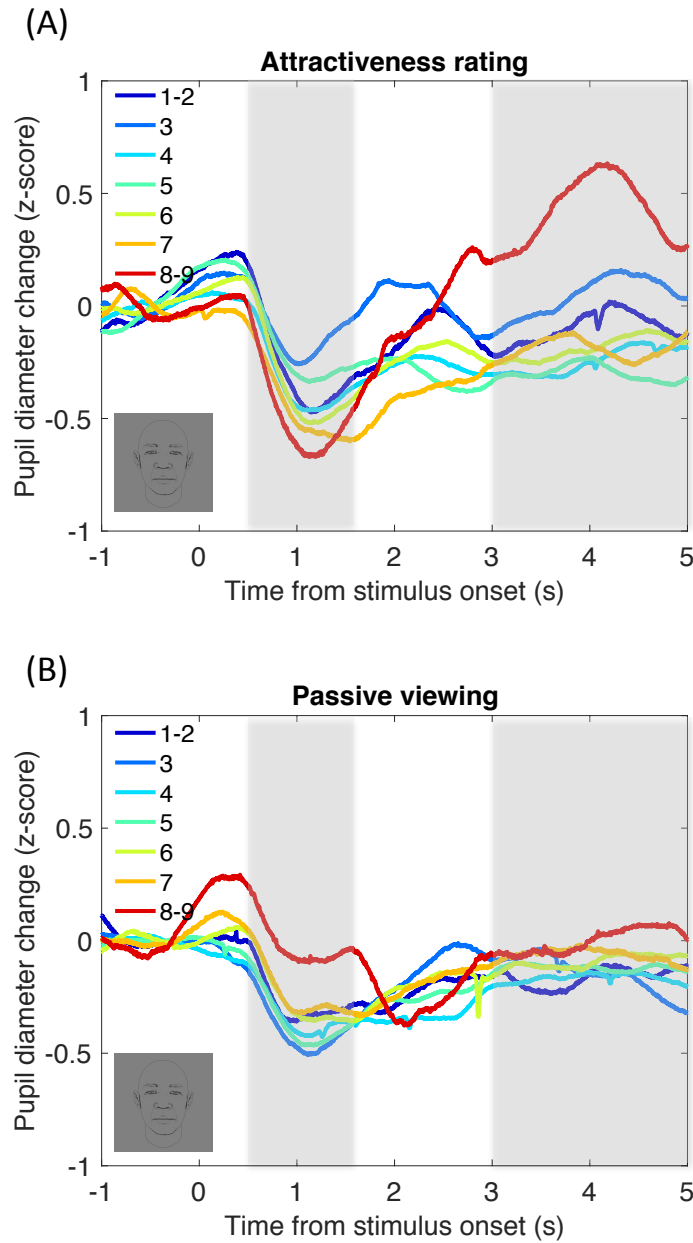 (A)
Attractiveness rating
Pupil diameter change (z-score)
1
0.5
0
-0.5
-1
1-2
3
4
5
6
7
8-9
-1 0 1 2 3 4 5
Time from stimulus onset (s)
(B)
Passive viewing
Pupil diameter change (z-score)
1
0.5
0
-0.5
-1
1-2
3
4
5
6
7
8-9
-1 0 1 2 3 4 5
Time from stimulus onset (s)